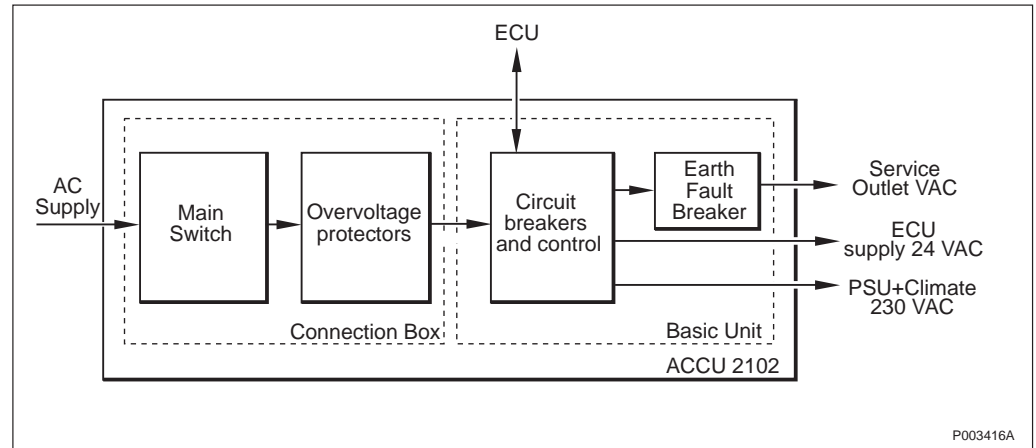 ECU
AC
Supply
Main
Switch
Overvoltage
protectors
Connection Box
Circuit
breakers
and control
Earth
Fault
Breaker
Basic Unit
ACCU 2102
Service
Outlet VAC
ECU
supply 24 VAC
PSU+Climate
230 VAC
P003416A